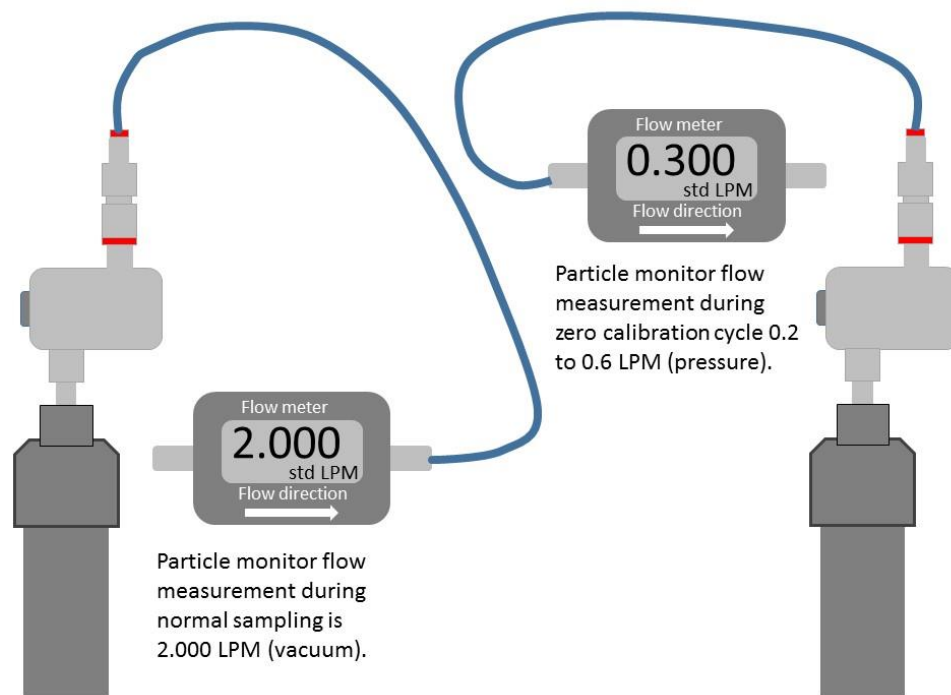 Flow meter
0.300
std LPM
Flow direction
Particle monitor flow
measurement during
zero calibration cycle 0.2
to 0.6 LPM (pressure).
Flow meter
2.000
std LPM
Flow direction
Particle monitor flow
measurement during
normal sampling is
2.000 LPM (vacuum).